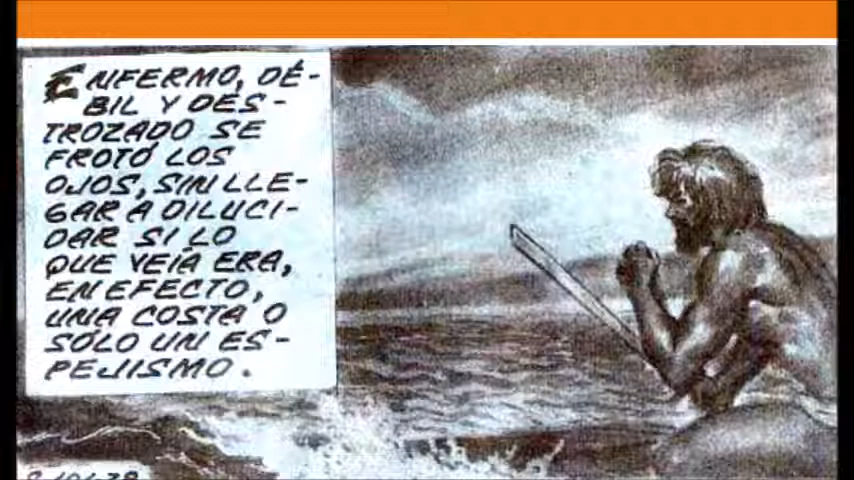 ENFERMO, DÉ-
BIL Y DES-
TROZADO SE
FROTÓ LOS
OJOS, SIN LLE-
GAR A DILUCI-
DAR SI LO
QUE VEÍA ERA,
EN EFECTO,
UNA COSTA O
SÓLO UN ES-
PEJISMO.